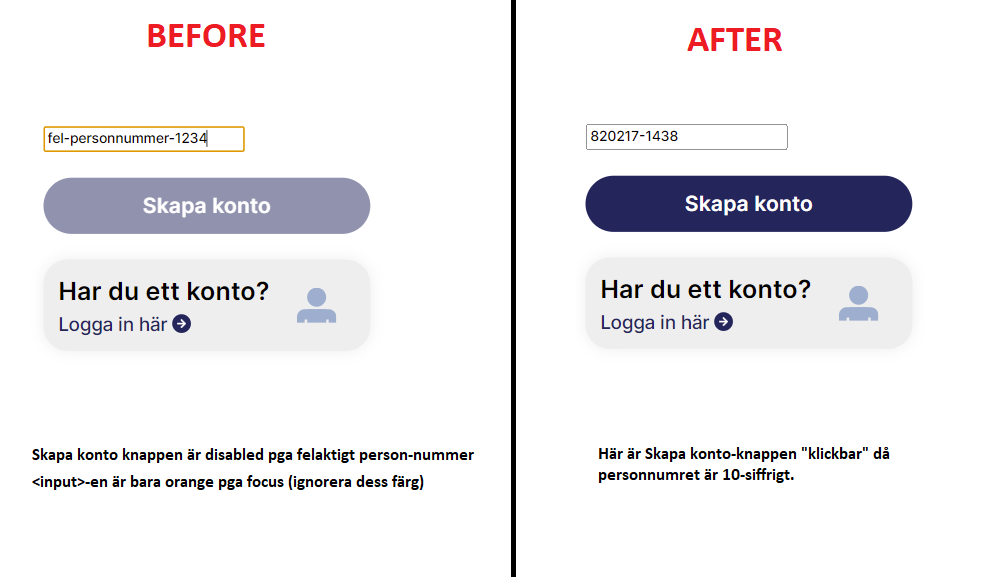 BEFORE
fel-personnummer-1234
Skapa konto
Har du ett konto?
Logga in här
Skapa konto knappen är disabled pga felaktigt person-nummer
<input>-en är bara orange pga focus (ignorera dess färg)
AFTER
820217-1438
Skapa konto
Har du ett konto?
Logga in här
Här är Skapa konto-knappen "klickbar" då
personnumret är 10-siffrigt.